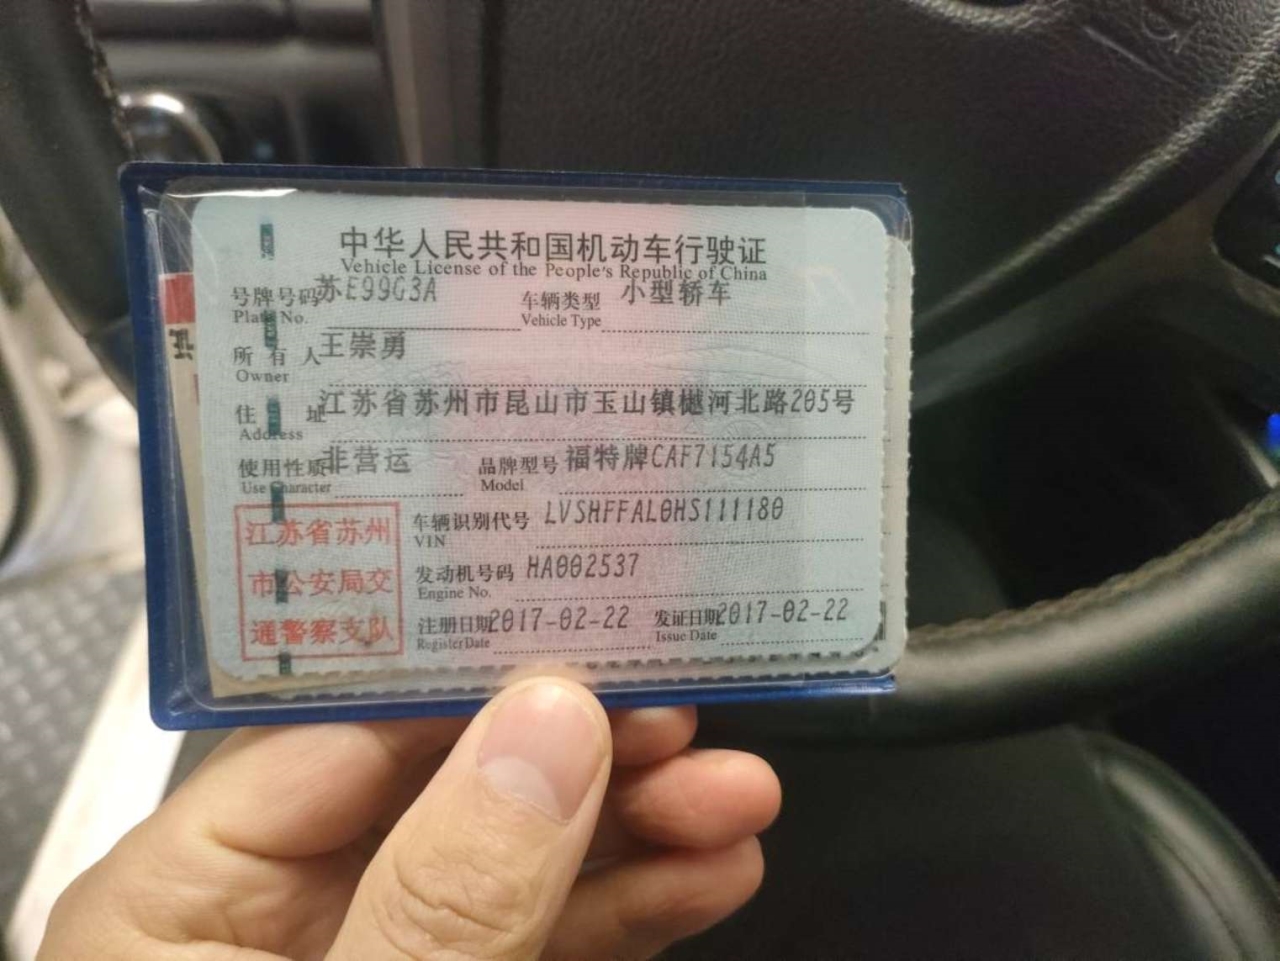 中华人民共和国机动车行驶证
Vehicle License of the People's Republic of China
号牌号码 苏E99G3A 车辆类型 小型轿车
Plate No. Vehicle Type
所有人 王崇勇
Owner
住址 江苏省苏州市昆山市玉山镇樾河北路205号
Address
使用性质 非营运 品牌型号 福特牌CAF7154A5
Use Character Model
江苏省苏州
市公安局交
通警察支队
车辆识别代号 LVSHFFAL0HS111180
VIN
发动机号码 HA002537
Engine No.
注册日期 2017-02-22 发证日期 2017-02-22
Register Date Issue Date